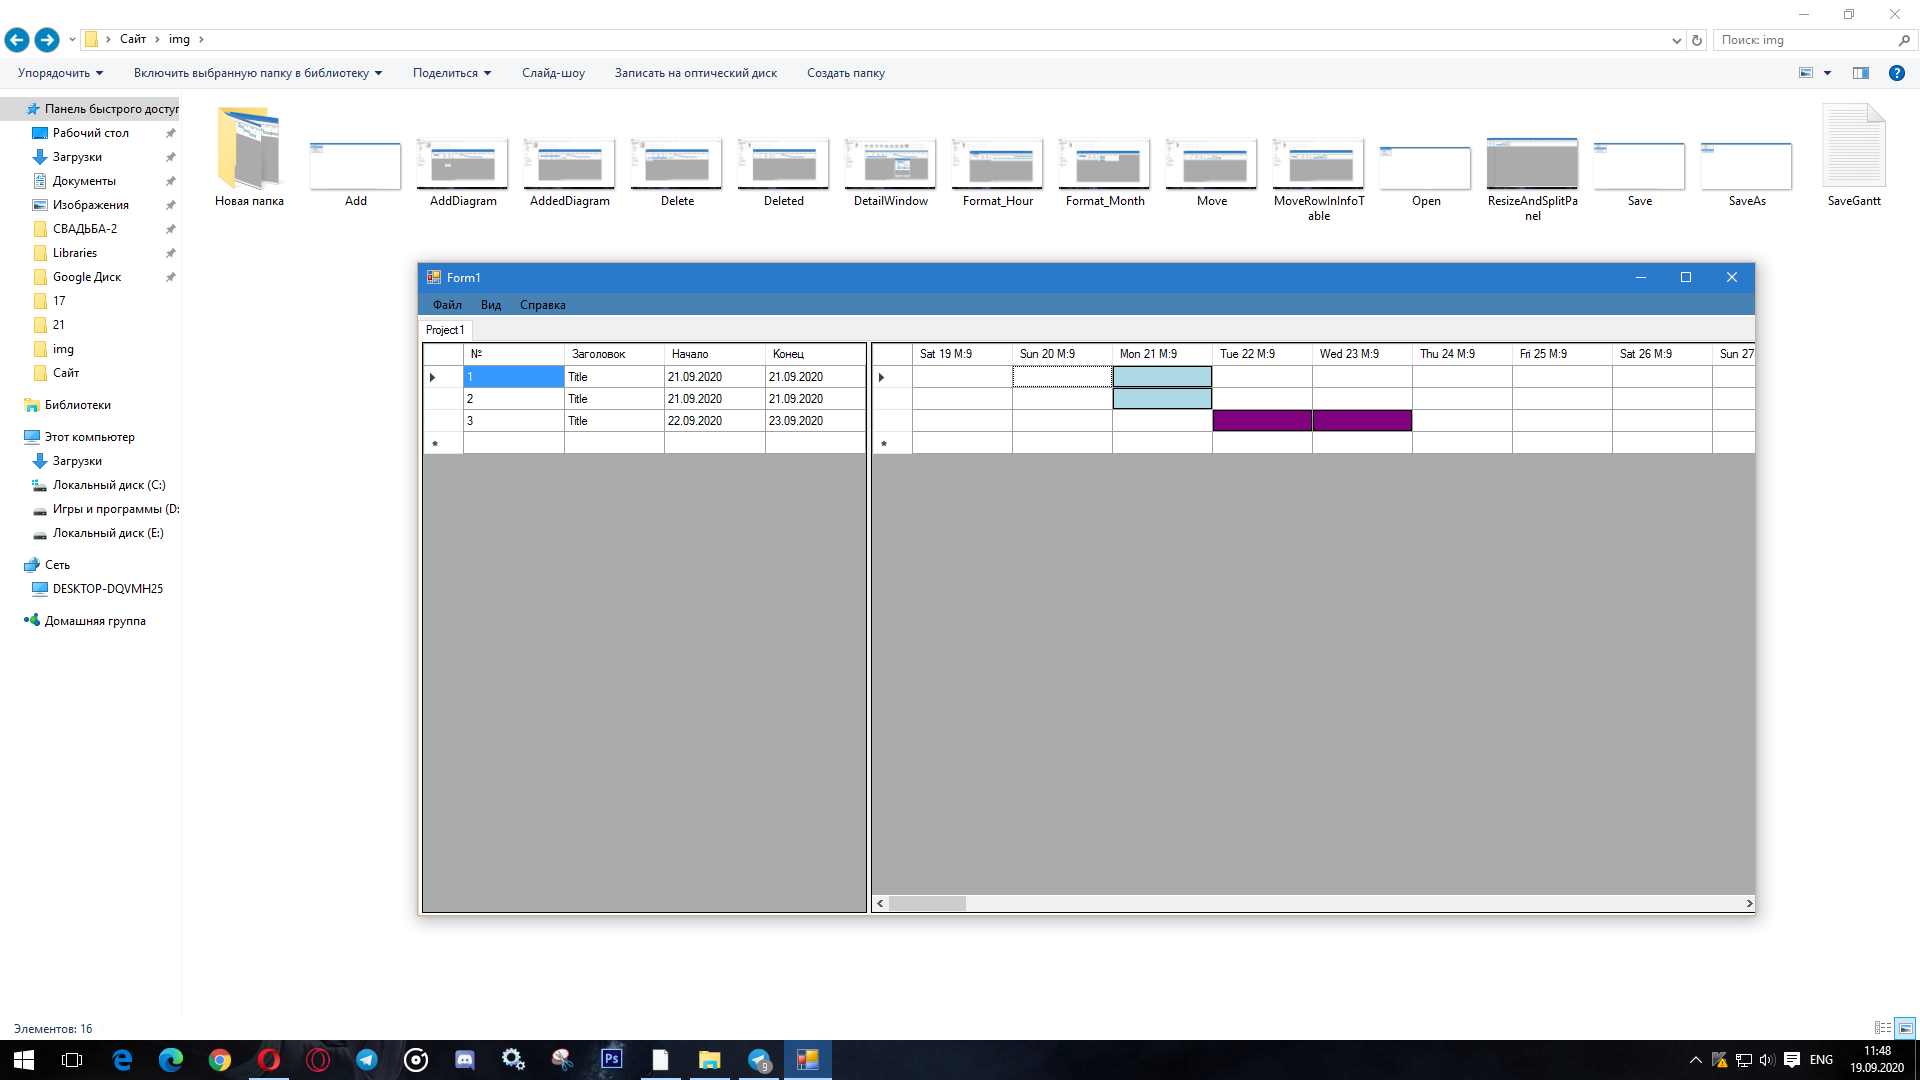 Сайт
img
Поиск: img
Упорядочить
Включить выбранную папку в библиотеку
Поделиться
Слайд-шоу
Записать на оптический диск
Создать папку
Панель быстрого доступ
Рабочий стол
Загрузки
Документы
Изображения
СВАДЬБА-2
Libraries
Google Диск
17
21
img
Сайт
Библиотеки
Этот компьютер
Загрузки
Локальный диск (C:)
Игры и программы (D:
Локальный диск (E:)
Сеть
DESKTOP-DQVMH25
Домашняя группа
Новая папка
Add
AddDiagram
AddedDiagram
Delete
Deleted
DetailWindow
Format_Hour
Format_Month
Move
MoveRowInInfoT
able
Open
ResizeAndSplitPa
nel
Save
SaveAs
SaveGantt
Form1
Файл Вид Справка
Project1
№ Заголовок Начало Конец
1 Title 21.09.2020 21.09.2020
2 Title 21.09.2020 21.09.2020
3 Title 22.09.2020 23.09.2020
Sat 19 M:9 Sun 20 M:9 Mon 21 M:9 Tue 22 M:9 Wed 23 M:9 Thu 24 M:9 Fri 25 M:9 Sat 26 M:9 Sun 27
Элементов: 16
Ps
9
ENG
11:48
19.09.2020